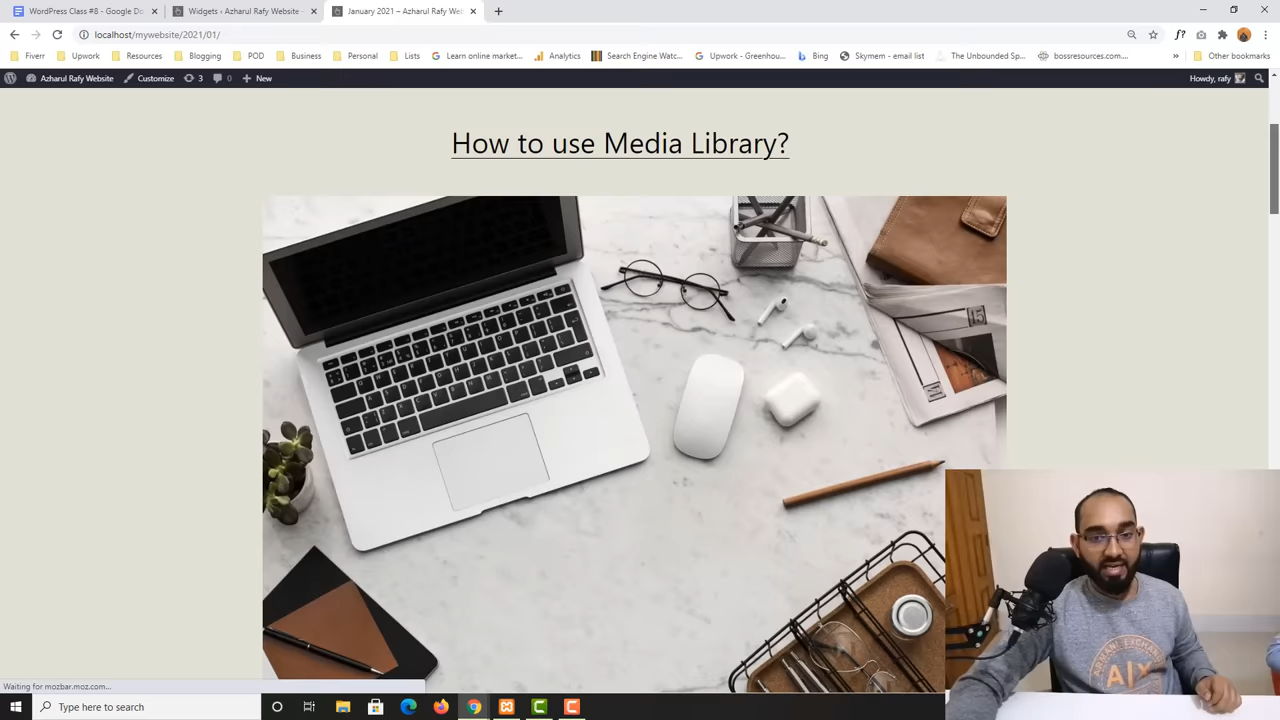 WordPress Class #8 - Google Do
Widgets ‹ Azharul Rafy Website –
January 2021 – Azharul Rafy Web
localhost/mywebsite/2021/01/
f?
Fiverr
Upwork
Resources
Blogging
POD
Business
Personal
Lists
Learn online market...
Analytics
Search Engine Watc...
Upwork - Greenhou...
Bing
Skymem - email list
The Unbounded Sp...
bossresources.com...
»
Other bookmarks
Azharul Rafy Website
Customize
3
0
New
Howdy, rafy
How to use Media Library?
15
ARMANI EXCHANGE
A|X
Waiting for mozbar.moz.com...
Type here to search